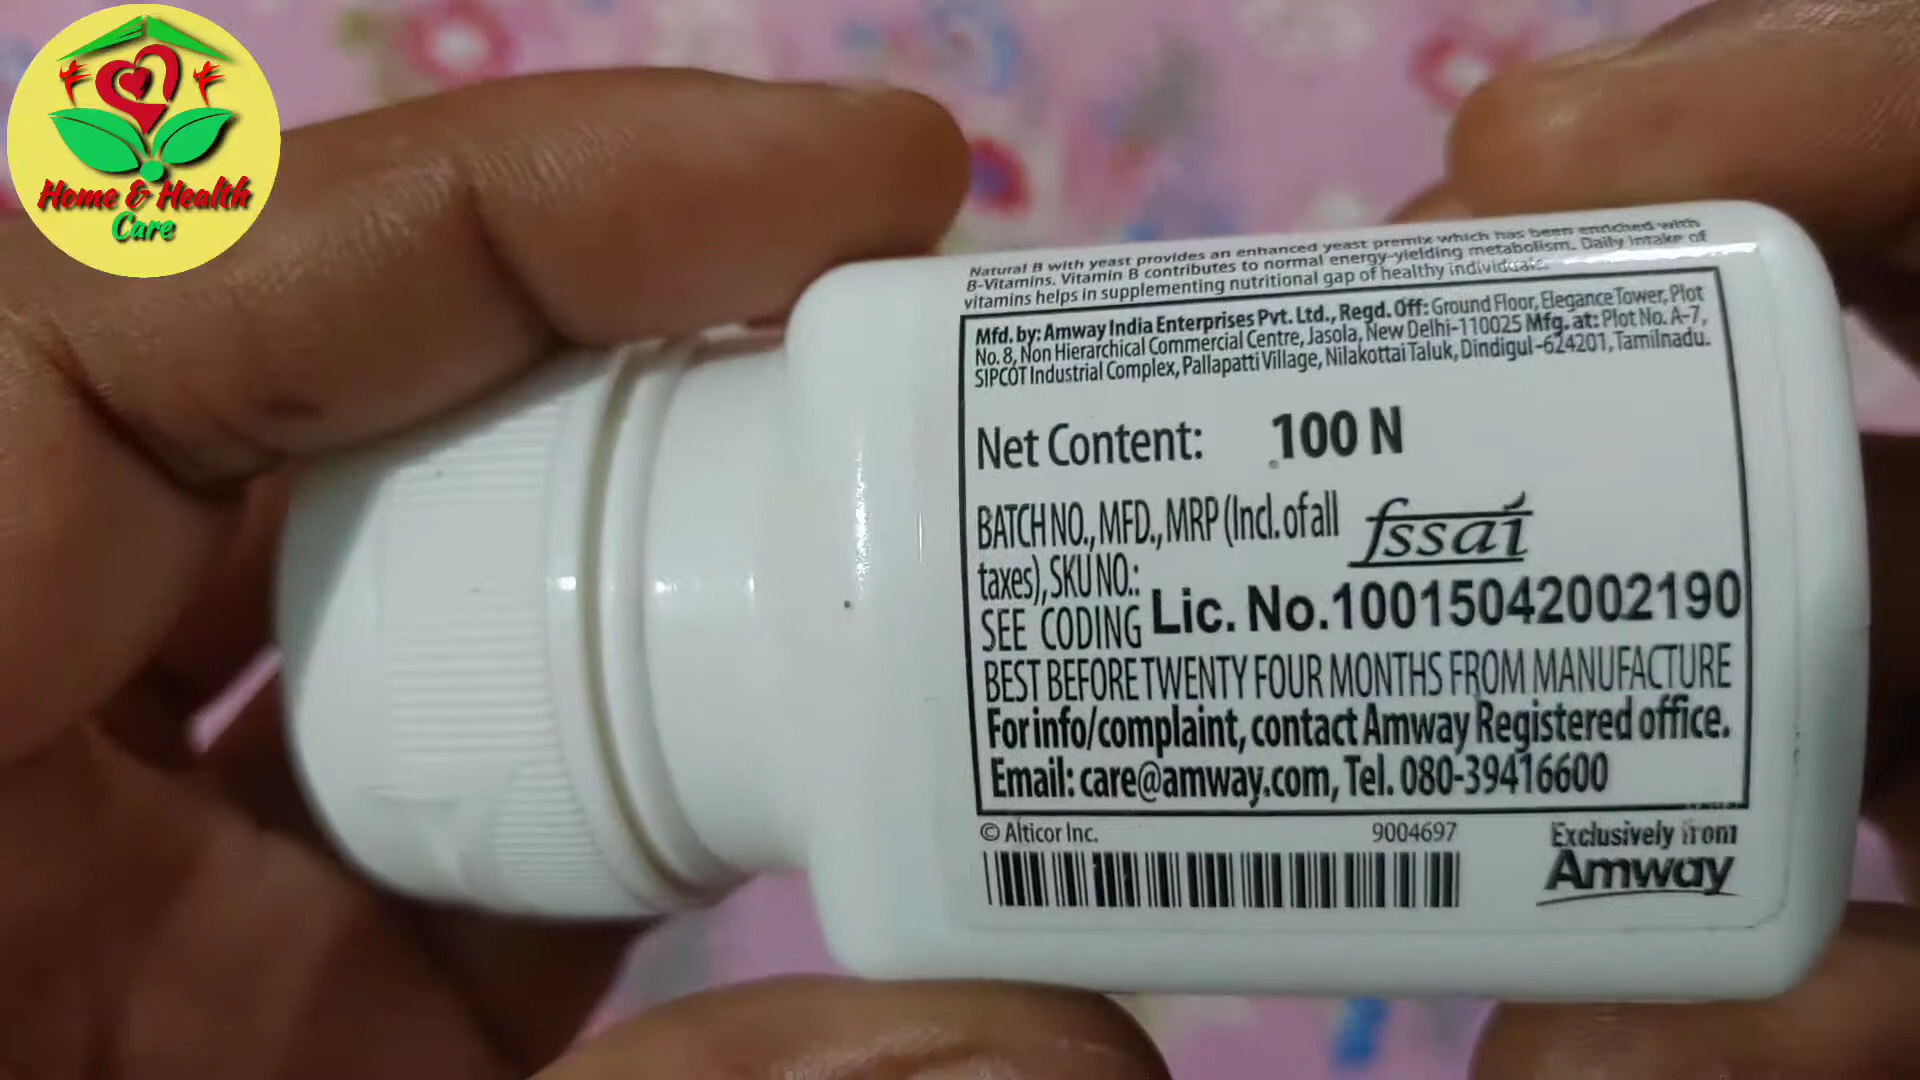 Home & Health
Care
Natural B with yeast provides an enhanced yeast premix which has been enriched with
B-Vitamins. Vitamin B contributes to normal energy-yielding metabolism. Daily intake of
vitamins helps in supplementing nutritional gap of healthy individuals.
Mfd. by: Amway India Enterprises Pvt. Ltd., Regd. Off: Ground Floor, Elegance Tower, Plot
No. 8, Non Hierarchical Commercial Centre, Jasola, New Delhi-110025 Mfg. at: Plot No. A-7,
SIPCOT Industrial Complex, Pallapatti Village, Nilakottai Taluk, Dindigul-624201, Tamilnadu.
Net Content: 100 N
BATCH NO., MFD., MRP (Incl. of all
taxes), SKU NO.:
SEE CODING
fssai
Lic. No.10015042002190
BEST BEFORE TWENTY FOUR MONTHS FROM MANUFACTURE
For info/complaint, contact Amway Registered office.
Email: care@amway.com, Tel. 080-39416600
© Alticor Inc. 9004697
Exclusively from
Amway